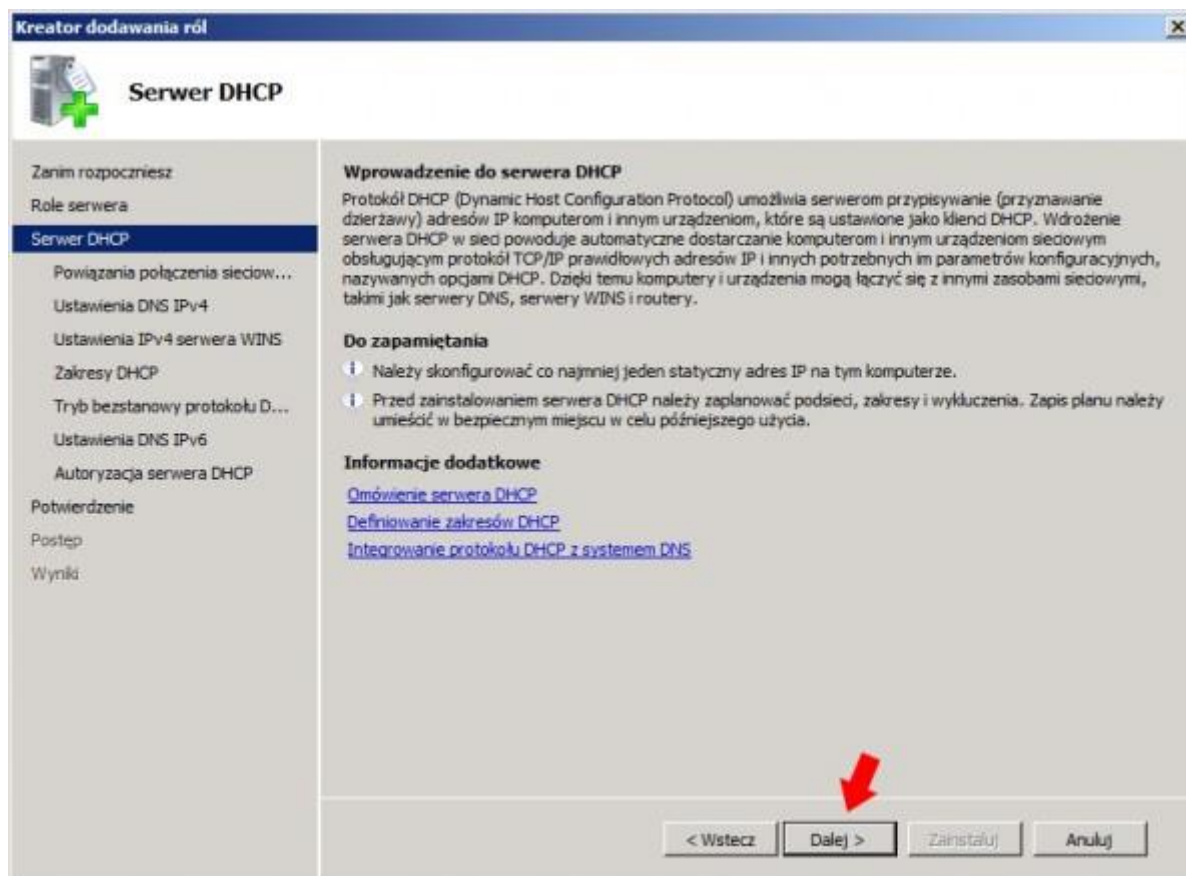 Kreator dodawania ról
Serwer DHCP
Zanim rozpoczniesz
Role serwera
Serwer DHCP
Powiązania połączenia sieciow...
Ustawienia DNS IPv4
Ustawienia IPv4 serwera WINS
Zakresy DHCP
Tryb bezstanowy protokołu D...
Ustawienia DNS IPv6
Autoryzacja serwera DHCP
Potwierdzenie
Postęp
Wyniki
Wprowadzenie do serwera DHCP
Protokół DHCP (Dynamic Host Configuration Protocol) umożliwia serwerom przypisywanie (przyznawanie
dzierżawy) adresów IP komputerom i innym urządzeniom, które są ustawione jako klienci DHCP. Wdrożenie
serwera DHCP w sieci powoduje automatyczne dostarczanie komputerom i innym urządzeniom sieciowym
obsługującym protokół TCP/IP prawidłowych adresów IP i innych potrzebnych im parametrów konfiguracyjnych,
nazywanych opcjami DHCP. Dzięki temu komputery i urządzenia mogą łączyć się z innymi zasobami sieciowymi,
takimi jak serwery DNS, serwery WINS i routery.
Do zapamiętania
Należy skonfigurować co najmniej jeden statyczny adres IP na tym komputerze.
Przed zainstalowaniem serwera DHCP należy zaplanować podsieci, zakresy i wykluczenia. Zapis planu należy
umieścić w bezpiecznym miejscu w celu późniejszego użycia.
Informacje dodatkowe
Omówienie serwera DHCP
Definiowanie zakresów DHCP
Integrowanie protokołu DHCP z systemem DNS
< Wstecz
Dalej >
Zainstaluj
Anuluj